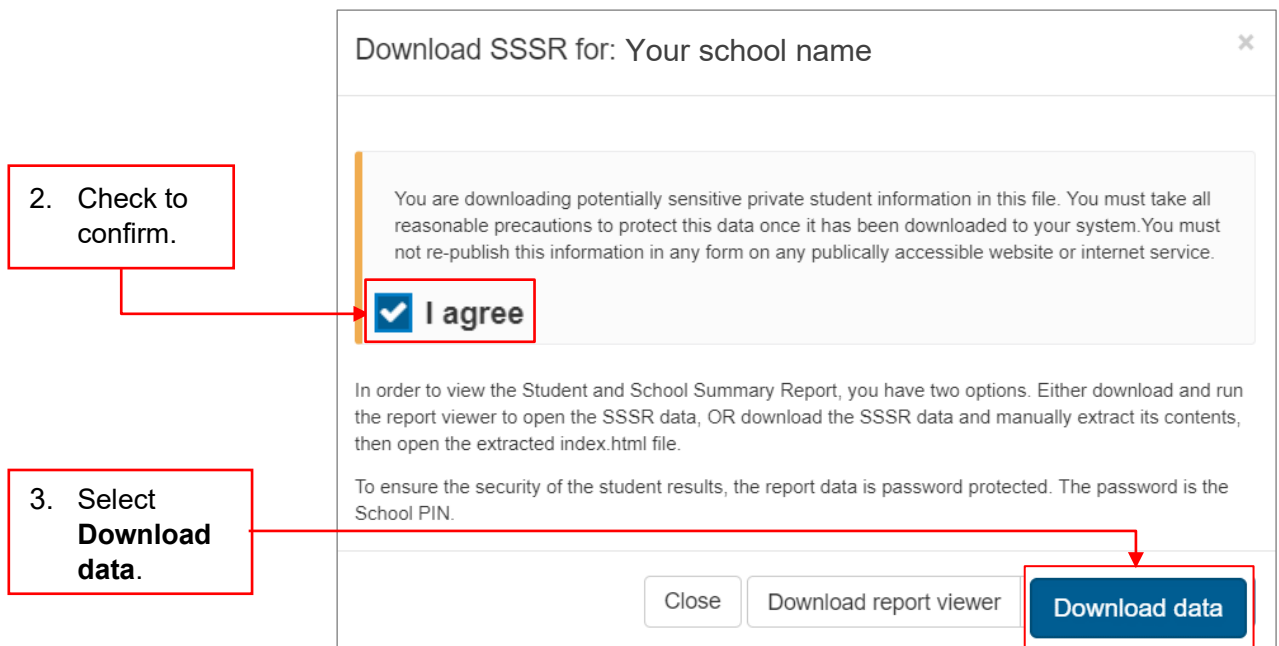 Download SSSR for: Your school name
×
You are downloading potentially sensitive private student information in this file. You must take all
reasonable precautions to protect this data once it has been downloaded to your system.You must
not re-publish this information in any form on any publically accessible website or internet service.
2. Check to
confirm.
I agree
In order to view the Student and School Summary Report, you have two options. Either download and run
the report viewer to open the SSSR data, OR download the SSSR data and manually extract its contents,
then open the extracted index.html file.
To ensure the security of the student results, the report data is password protected. The password is the
School PIN.
3. Select
Download
data.
Close
Download report viewer
Download data